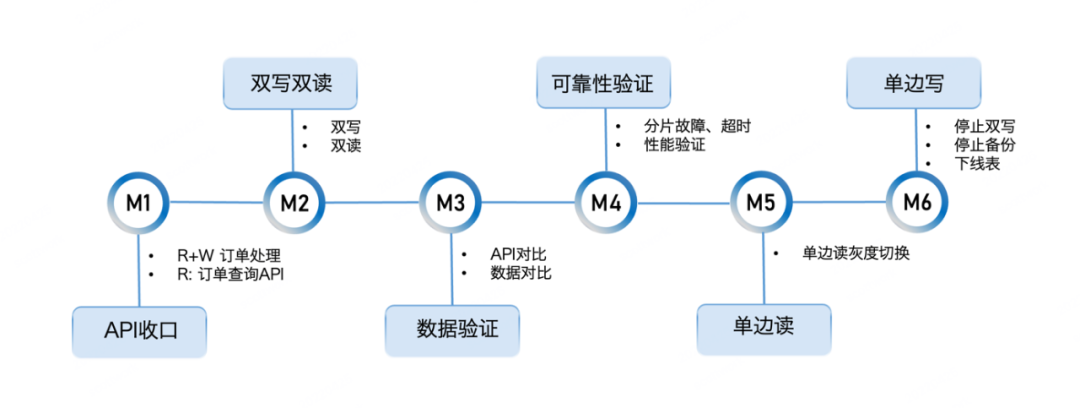 双写双读
• 双写
• 双读
可靠性验证
• 分片故障、超时
• 性能验证
单边写
• 停止双写
• 停止备份
• 下线表
M1
M2
M3
M4
M5
M6
• R+W 订单处理
• R: 订单查询API
API收口
• API对比
• 数据对比
数据验证
• 单边读灰度切换
单边读